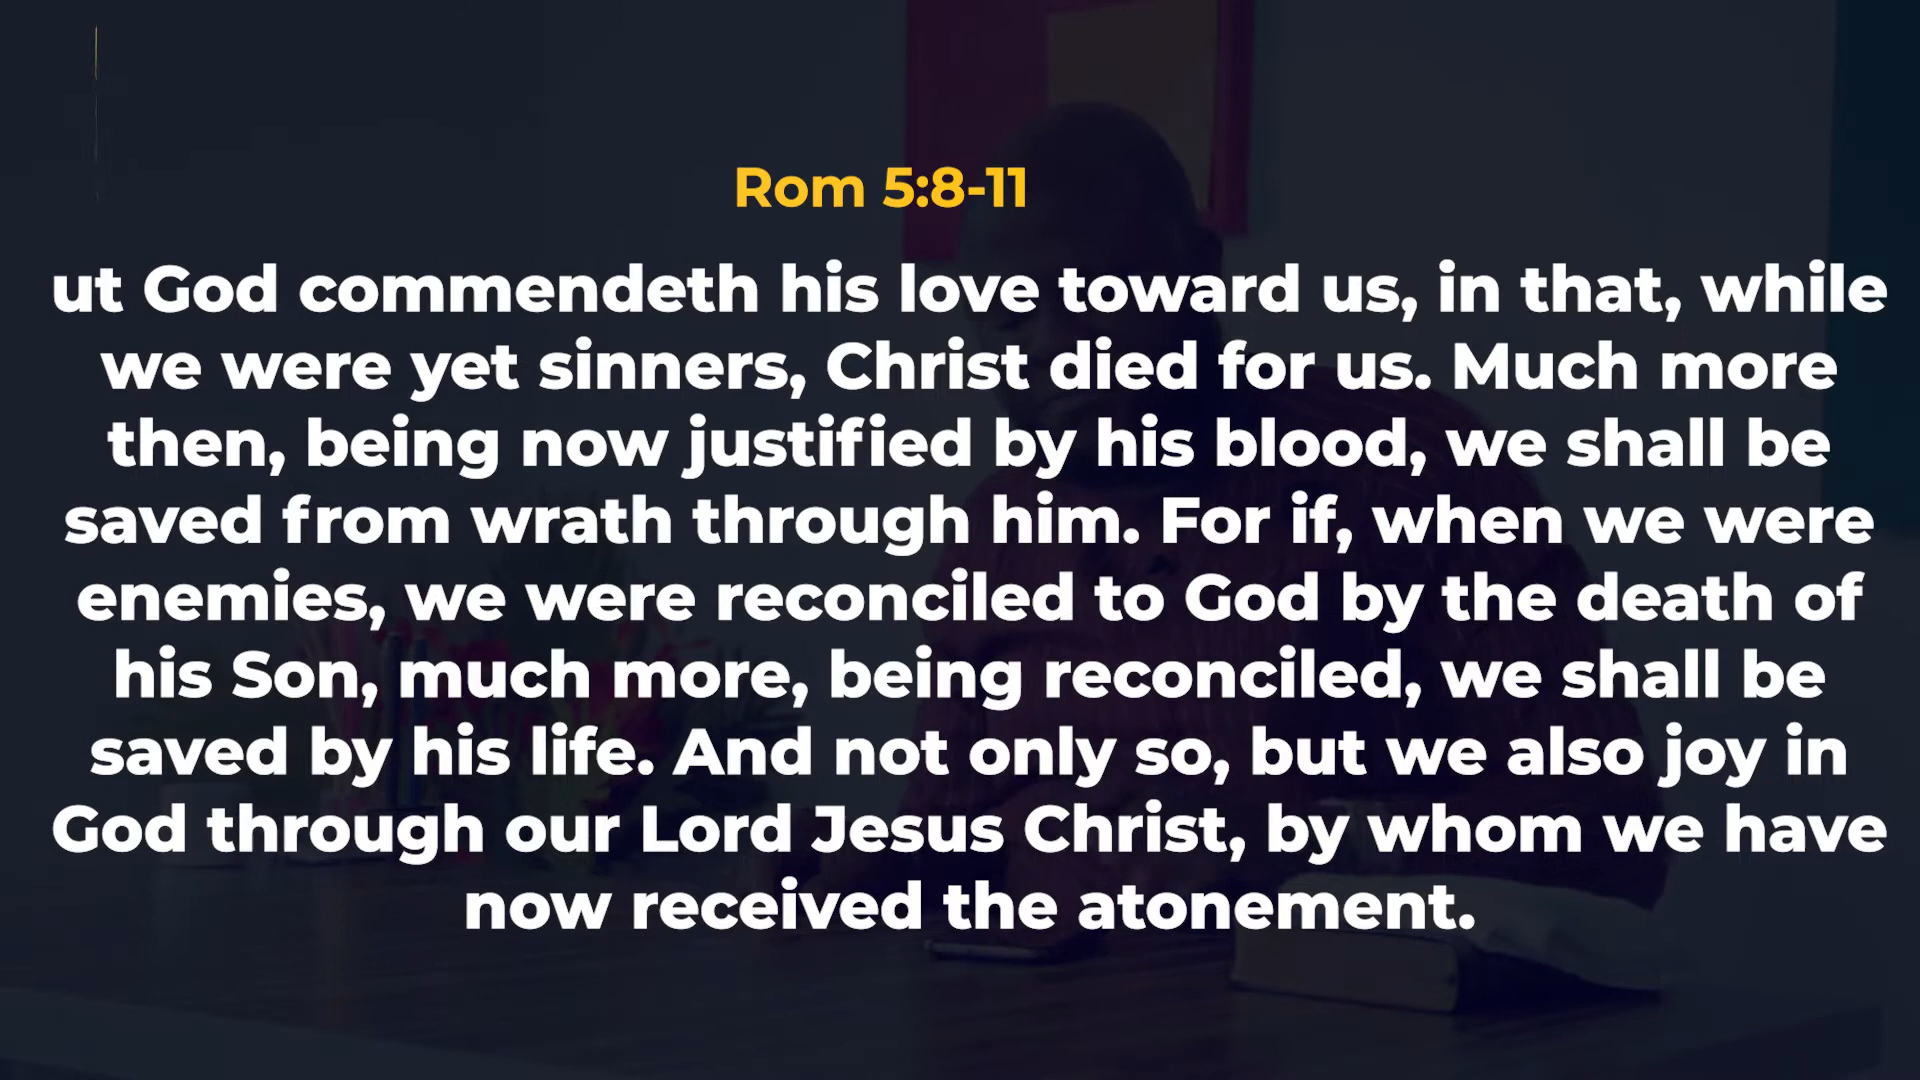 Rom 5:8-11
ut God commendeth his love toward us, in that, while
we were yet sinners, Christ died for us. Much more
then, being now justified by his blood, we shall be
saved from wrath through him. For if, when we were
enemies, we were reconciled to God by the death of
his Son, much more, being reconciled, we shall be
saved by his life. And not only so, but we also joy in
God through our Lord Jesus Christ, by whom we have
now received the atonement.